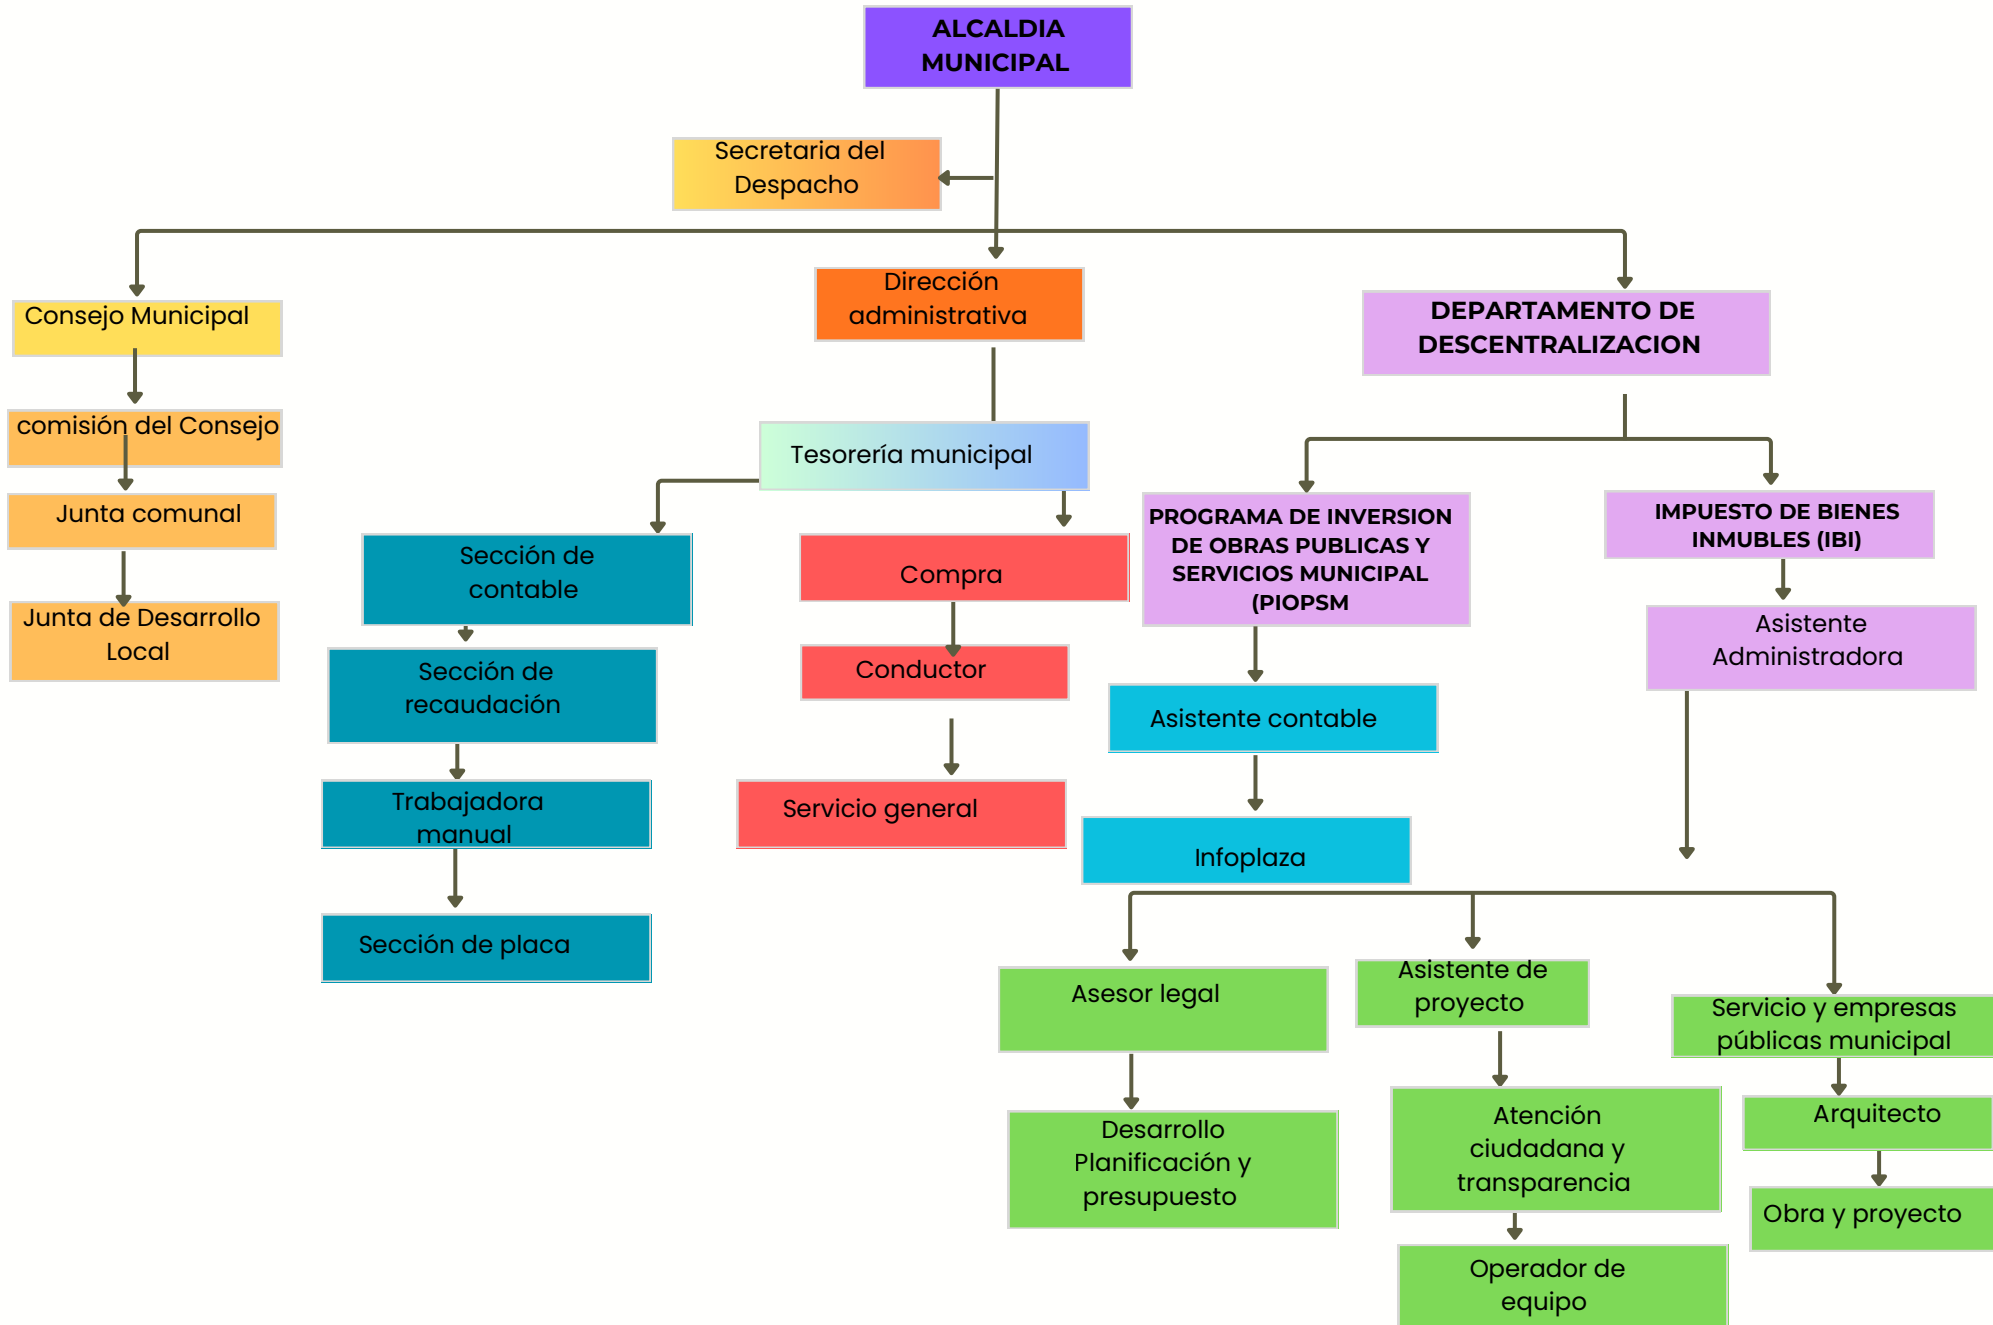 ALCALDIA
MUNICIPAL
Secretaria del
Despacho
Consejo Municipal
comisión del Consejo
Junta comunal
Junta de Desarrollo
Local
Dirección
administrativa
Tesorería municipal
Sección de
contable
Sección de
recaudación
Trabajadora
manual
Sección de placa
Compra
Conductor
Servicio general
DEPARTAMENTO DE
DESCENTRALIZACION
PROGRAMA DE INVERSION
DE OBRAS PUBLICAS Y
SERVICIOS MUNICIPAL
(PIOPSM
Asistente contable
Infoplaza
IMPUESTO DE BIENES
INMUBLES (IBI)
Asistente
Administradora
Asesor legal
Desarrollo
Planificación y
presupuesto
Asistente de
proyecto
Atención
ciudadana y
transparencia
Operador de
equipo
Servicio y empresas
públicas municipal
Arquitecto
Obra y proyecto